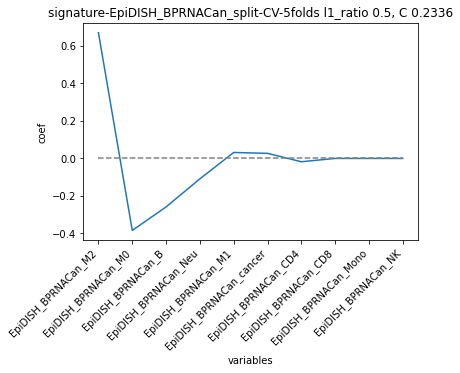 signature-EpiDISH_BPRNACan_split-CV-5folds l1_ratio 0.5, C 0.2336
0.6
0.4
0.2
0.0
−0.2
−0.4
coef
EpiDISH_BPRNACan_M2
EpiDISH_BPRNACan_M0
EpiDISH_BPRNACan_B
EpiDISH_BPRNACan_Neu
EpiDISH_BPRNACan_M1
EpiDISH_BPRNACan_cancer
EpiDISH_BPRNACan_CD4
EpiDISH_BPRNACan_CD8
EpiDISH_BPRNACan_Mono
EpiDISH_BPRNACan_NK
variables